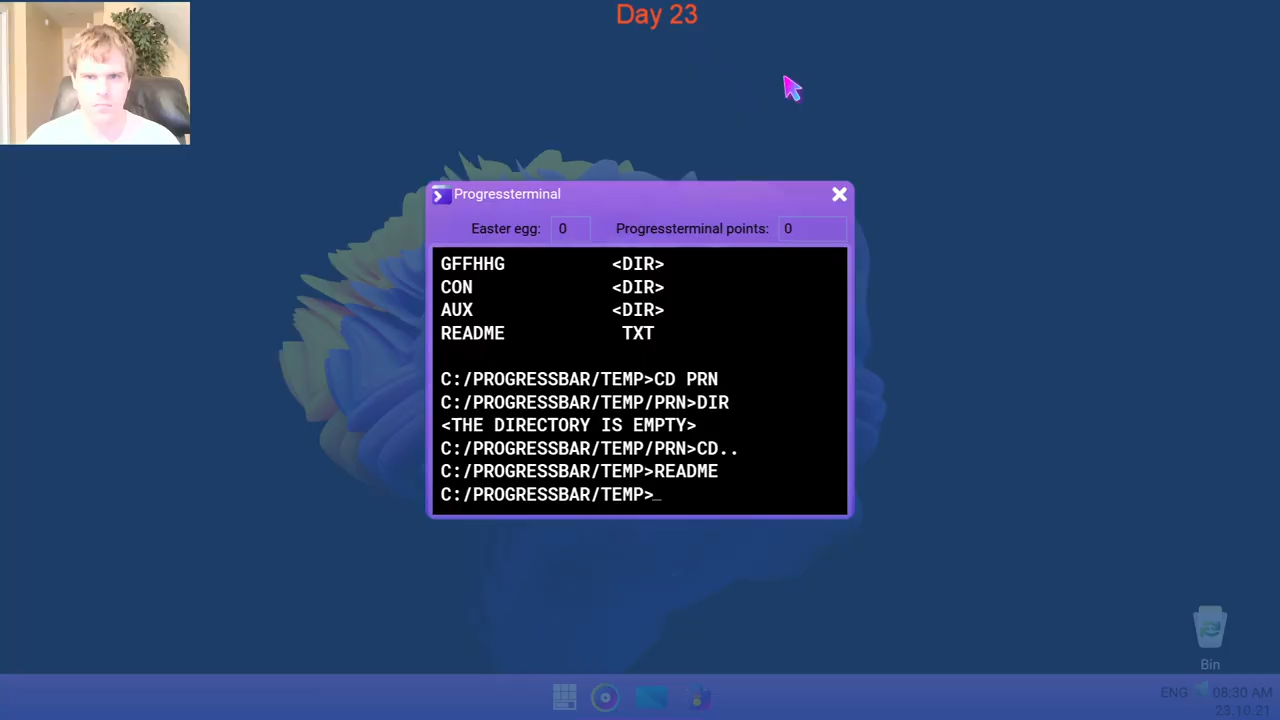 Day 23
Progressterminal
Easter egg: 0 Progressterminal points: 0
GFFHHG <DIR>
CON <DIR>
AUX <DIR>
README TXT
C:/PROGRESSBAR/TEMP>CD PRN
C:/PROGRESSBAR/TEMP/PRN>DIR
<THE DIRECTORY IS EMPTY>
C:/PROGRESSBAR/TEMP/PRN>CD..
C:/PROGRESSBAR/TEMP>README
C:/PROGRESSBAR/TEMP>_
Bin
ENG 08:30 AM
23.10.21